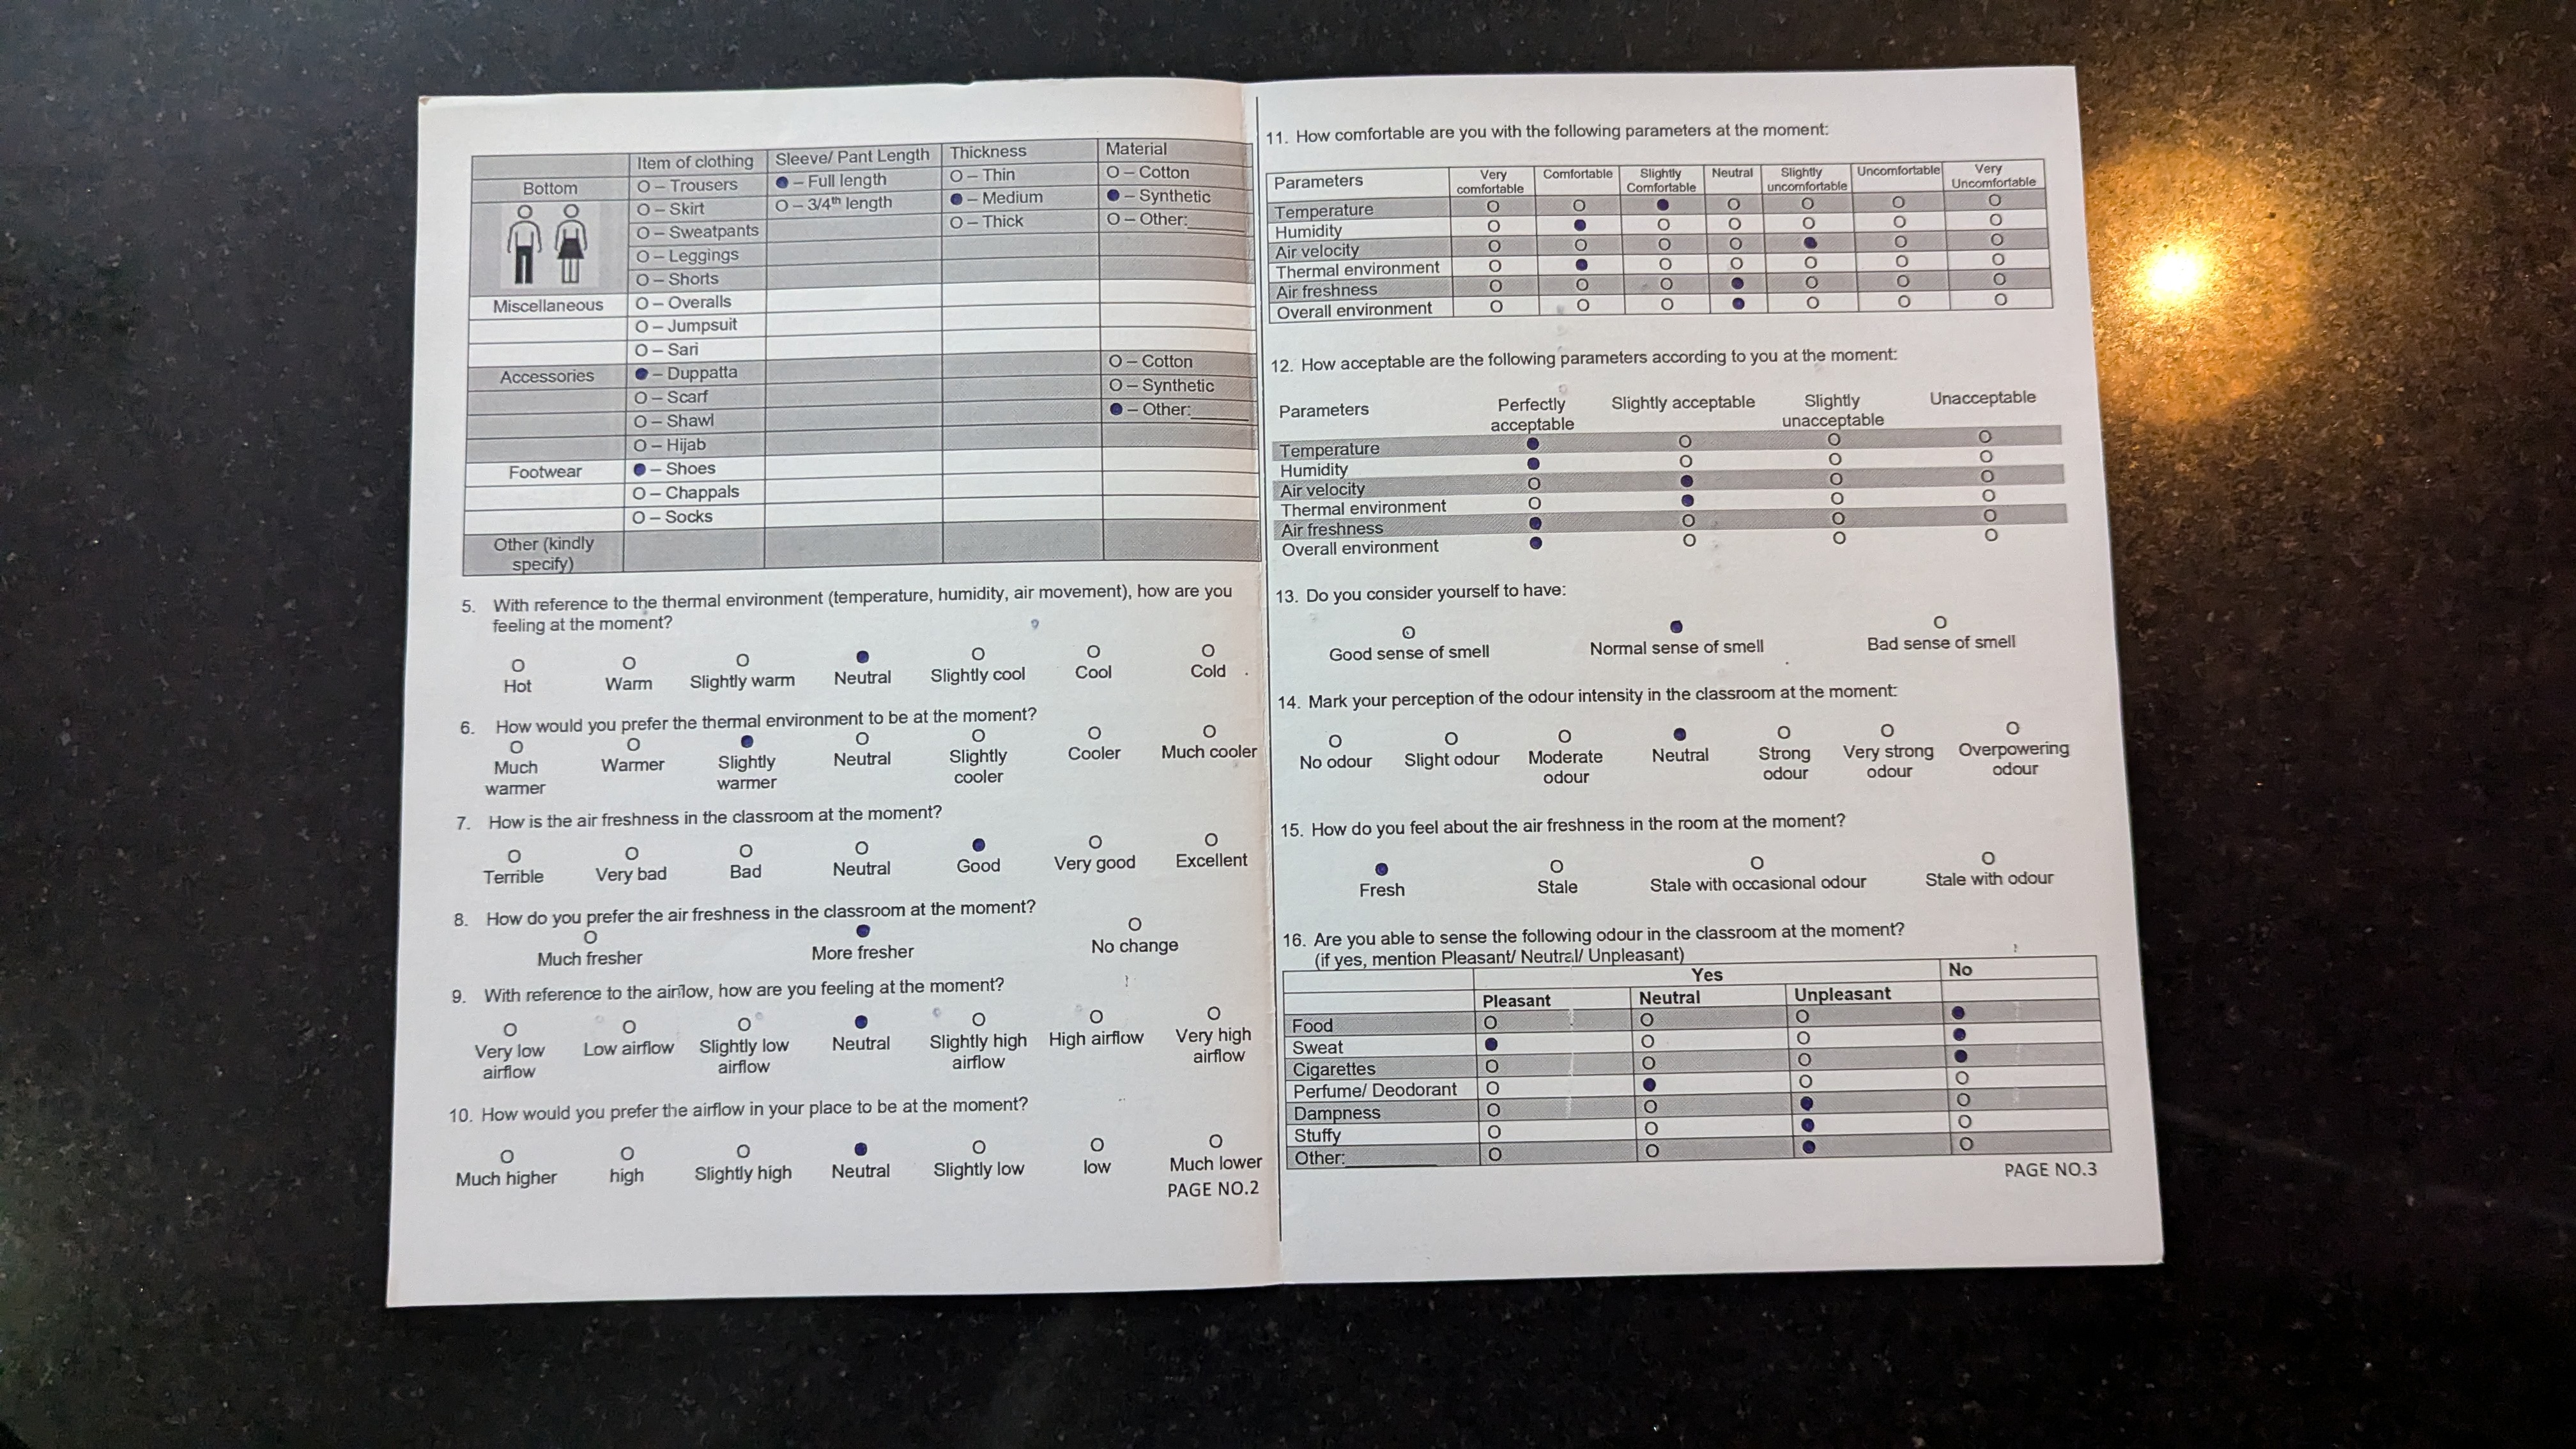 Item of clothing Sleeve/ Pant Length Thickness Material
Bottom O – Trousers ● – Full length O – Thin O – Cotton
O – Skirt O – 3/4th length ● – Medium ● – Synthetic
O – Sweatpants O – Thick O – Other:______
O – Leggings
O – Shorts
Miscellaneous O – Overalls
O – Jumpsuit
O – Sari O – Cotton
Accessories ● – Duppatta O – Synthetic
O – Scarf ● – Other:______
O – Shawl
O – Hijab
Footwear ● – Shoes
O – Chappals
O – Socks
Other (kindly
specify)
5. With reference to the thermal environment (temperature, humidity, air movement), how are you
feeling at the moment?
O O O ● O O O
Hot Warm Slightly warm Neutral Slightly cool Cool Cold
6. How would you prefer the thermal environment to be at the moment?
O O ● O O O O
Much Warmer Slightly Neutral Slightly Cooler Much cooler
warmer warmer cooler
7. How is the air freshness in the classroom at the moment?
O O O O ● O O
Terrible Very bad Bad Neutral Good Very good Excellent
8. How do you prefer the air freshness in the classroom at the moment?
O ● O
Much fresher More fresher No change
9. With reference to the airflow, how are you feeling at the moment?
O O O ● O O O
Very low Low airflow Slightly low Neutral Slightly high High airflow Very high
airflow airflow airflow airflow
10. How would you prefer the airflow in your place to be at the moment?
O O O ● O O O
Much higher high Slightly high Neutral Slightly low low Much lower
PAGE NO.2
11. How comfortable are you with the following parameters at the moment:
Parameters Very Comfortable Slightly Neutral Slightly Uncomfortable Very
comfortable Comfortable uncomfortable Uncomfortable
Temperature O O ● O O O O
Humidity O ● O O O O O
Air velocity O O O O ● O O
Thermal environment O ● O O O O O
Air freshness O O O ● O O O
Overall environment O O O ● O O O
12. How acceptable are the following parameters according to you at the moment:
Parameters Perfectly Slightly acceptable Slightly Unacceptable
acceptable unacceptable
Temperature ● O O O
Humidity ● O O O
Air velocity O ● O O
Thermal environment O ● O O
Air freshness ● O O O
Overall environment ● O O O
13. Do you consider yourself to have:
O ● O
Good sense of smell Normal sense of smell Bad sense of smell
14. Mark your perception of the odour intensity in the classroom at the moment:
O O O ● O O O
No odour Slight odour Moderate Neutral Strong Very strong Overpowering
odour odour odour odour
15. How do you feel about the air freshness in the room at the moment?
● O O O
Fresh Stale Stale with occasional odour Stale with odour
16. Are you able to sense the following odour in the classroom at the moment?
(if yes, mention Pleasant/ Neutral/ Unpleasant)
Yes No
Pleasant Neutral Unpleasant
Food O O O ●
Sweat ● O O ●
Cigarettes O O O ●
Perfume/ Deodorant O ● O O
Dampness O O ● O
Stuffy O O ● O
Other:__________ O O ● O
PAGE NO.3